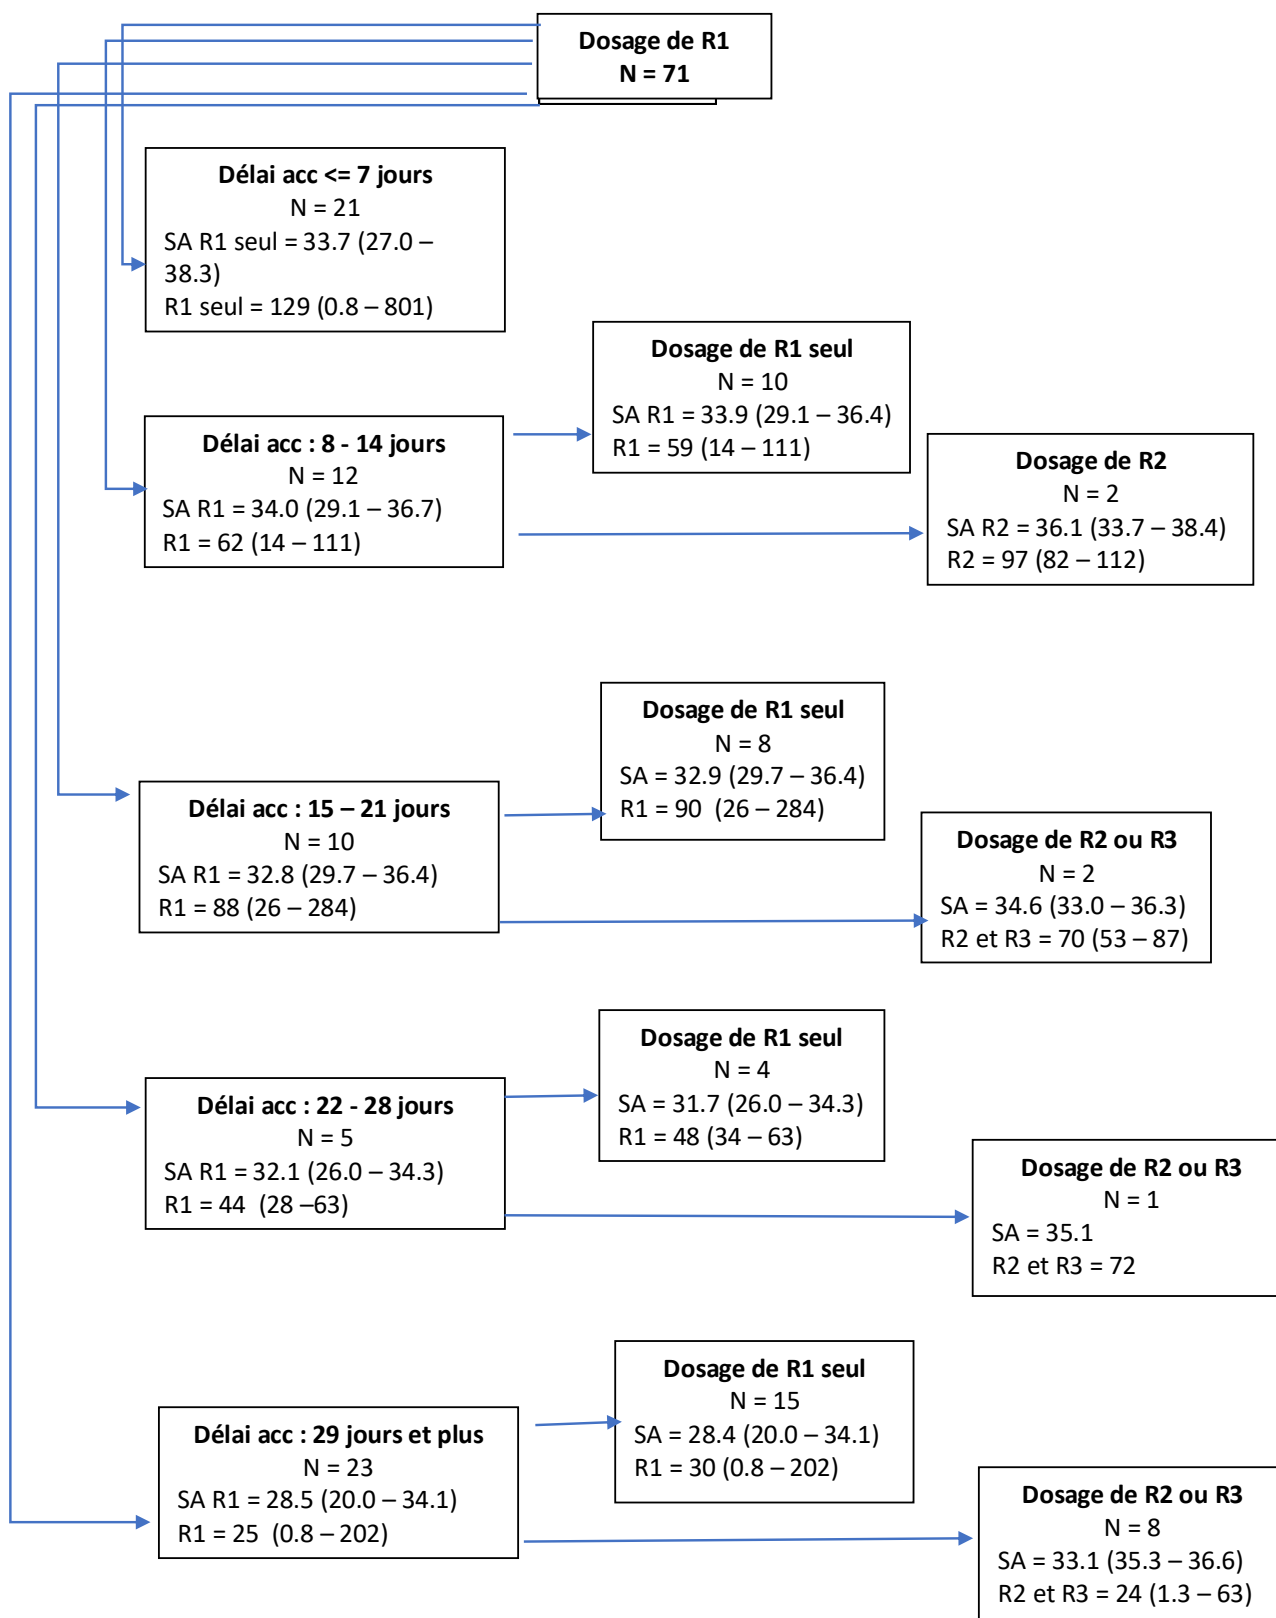 Dosage de R1
N = 71
Délai acc <= 7 jours
N = 21
SA R1 seul = 33.7 (27.0 –
38.3)
R1 seul = 129 (0.8 – 801)
Dosage de R1 seul
N = 10
SA R1 = 33.9 (29.1 – 36.4)
R1 = 59 (14 – 111)
Délai acc : 8 - 14 jours
N = 12
SA R1 = 34.0 (29.1 – 36.7)
R1 = 62 (14 – 111)
Dosage de R2
N = 2
SA R2 = 36.1 (33.7 – 38.4)
R2 = 97 (82 – 112)
Dosage de R1 seul
N = 8
SA = 32.9 (29.7 – 36.4)
R1 = 90 (26 – 284)
Délai acc : 15 – 21 jours
N = 10
SA R1 = 32.8 (29.7 – 36.4)
R1 = 88 (26 – 284)
Dosage de R2 ou R3
N = 2
SA = 34.6 (33.0 – 36.3)
R2 et R3 = 70 (53 – 87)
Dosage de R1 seul
N = 4
SA = 31.7 (26.0 – 34.3)
R1 = 48 (34 – 63)
Délai acc : 22 - 28 jours
N = 5
SA R1 = 32.1 (26.0 – 34.3)
R1 = 44 (28 –63)
Dosage de R2 ou R3
N = 1
SA = 35.1
R2 et R3 = 72
Dosage de R1 seul
N = 15
SA = 28.4 (20.0 – 34.1)
R1 = 30 (0.8 – 202)
Délai acc : 29 jours et plus
N = 23
SA R1 = 28.5 (20.0 – 34.1)
R1 = 25 (0.8 – 202)
Dosage de R2 ou R3
N = 8
SA = 33.1 (35.3 – 36.6)
R2 et R3 = 24 (1.3 – 63)